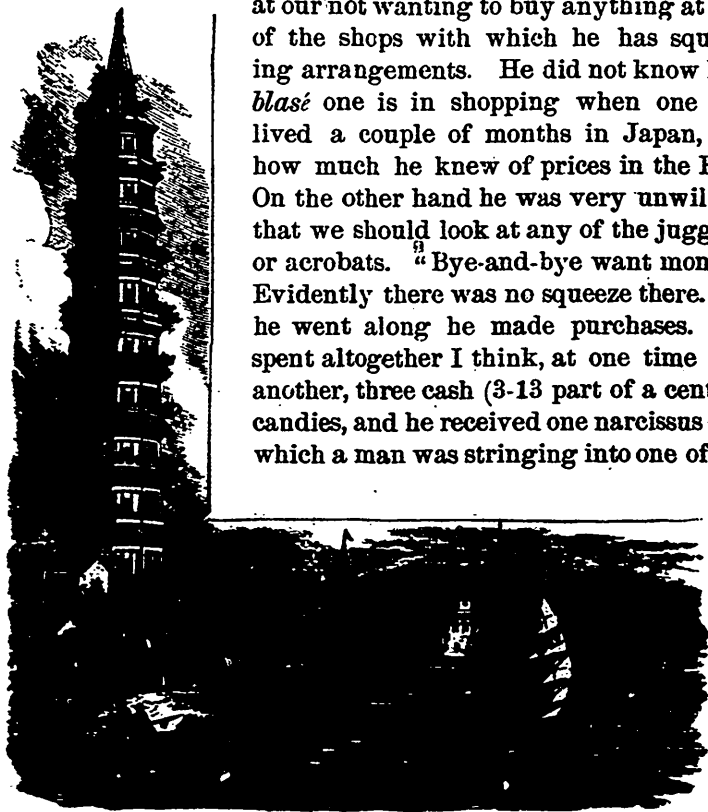 at our not wanting to buy anything at
of the shops with which he has squ
ing arrangements. He did not know
blasé one is in shopping when one
lived a couple of months in Japan,
how much he knew of prices in the
On the other hand he was very unwil
that we should look at any of the jugg
or acrobats. “Bye-and-bye want mon
Evidently there was no squeeze there.
he went along he made purchases.
spent altogether I think, at one time
another, three cash (3-13 part of a cent
candies, and he received one narcissus
which a man was stringing into one of